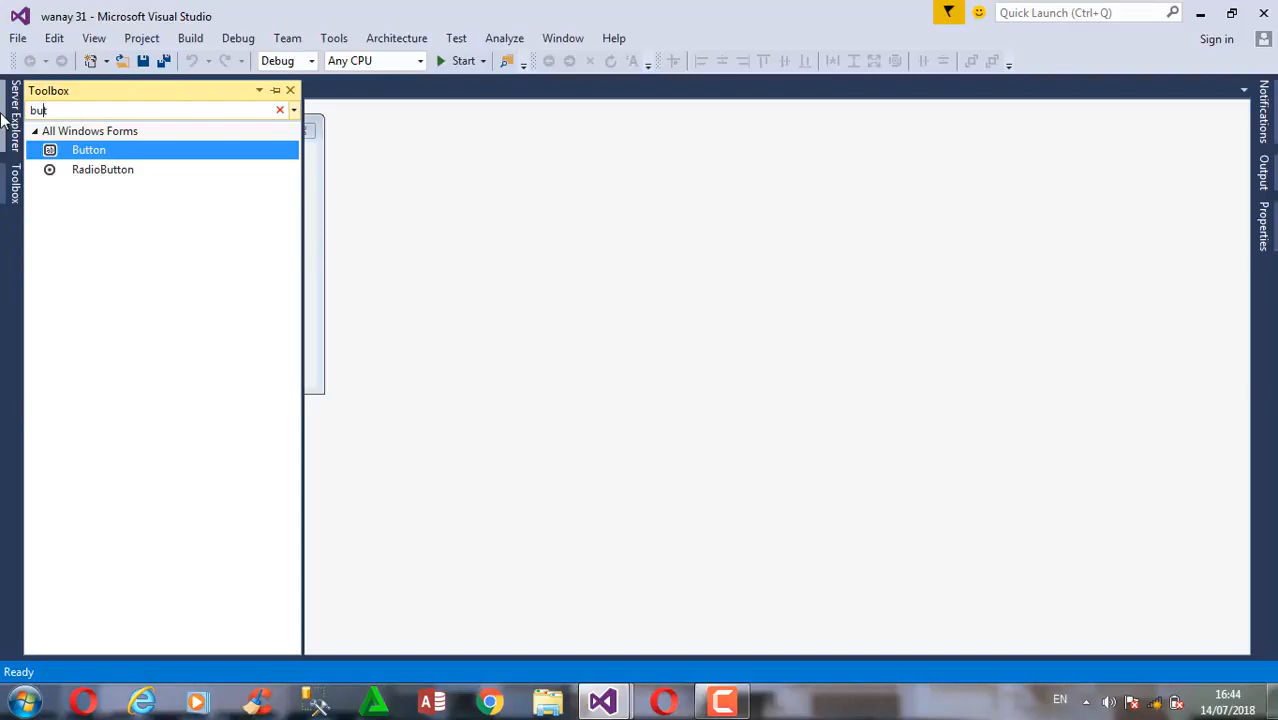 wanay 31 - Microsoft Visual Studio
Quick Launch (Ctrl+Q)
File Edit View Project Build Debug Team Tools Architecture Test Analyze Window Help
Sign in
Debug Any CPU Start
Server Explorer
Toolbox
Toolbox
but
All Windows Forms
Button
RadioButton
Notifications
Output
Properties
Ready
EN
16:44
14/07/2018